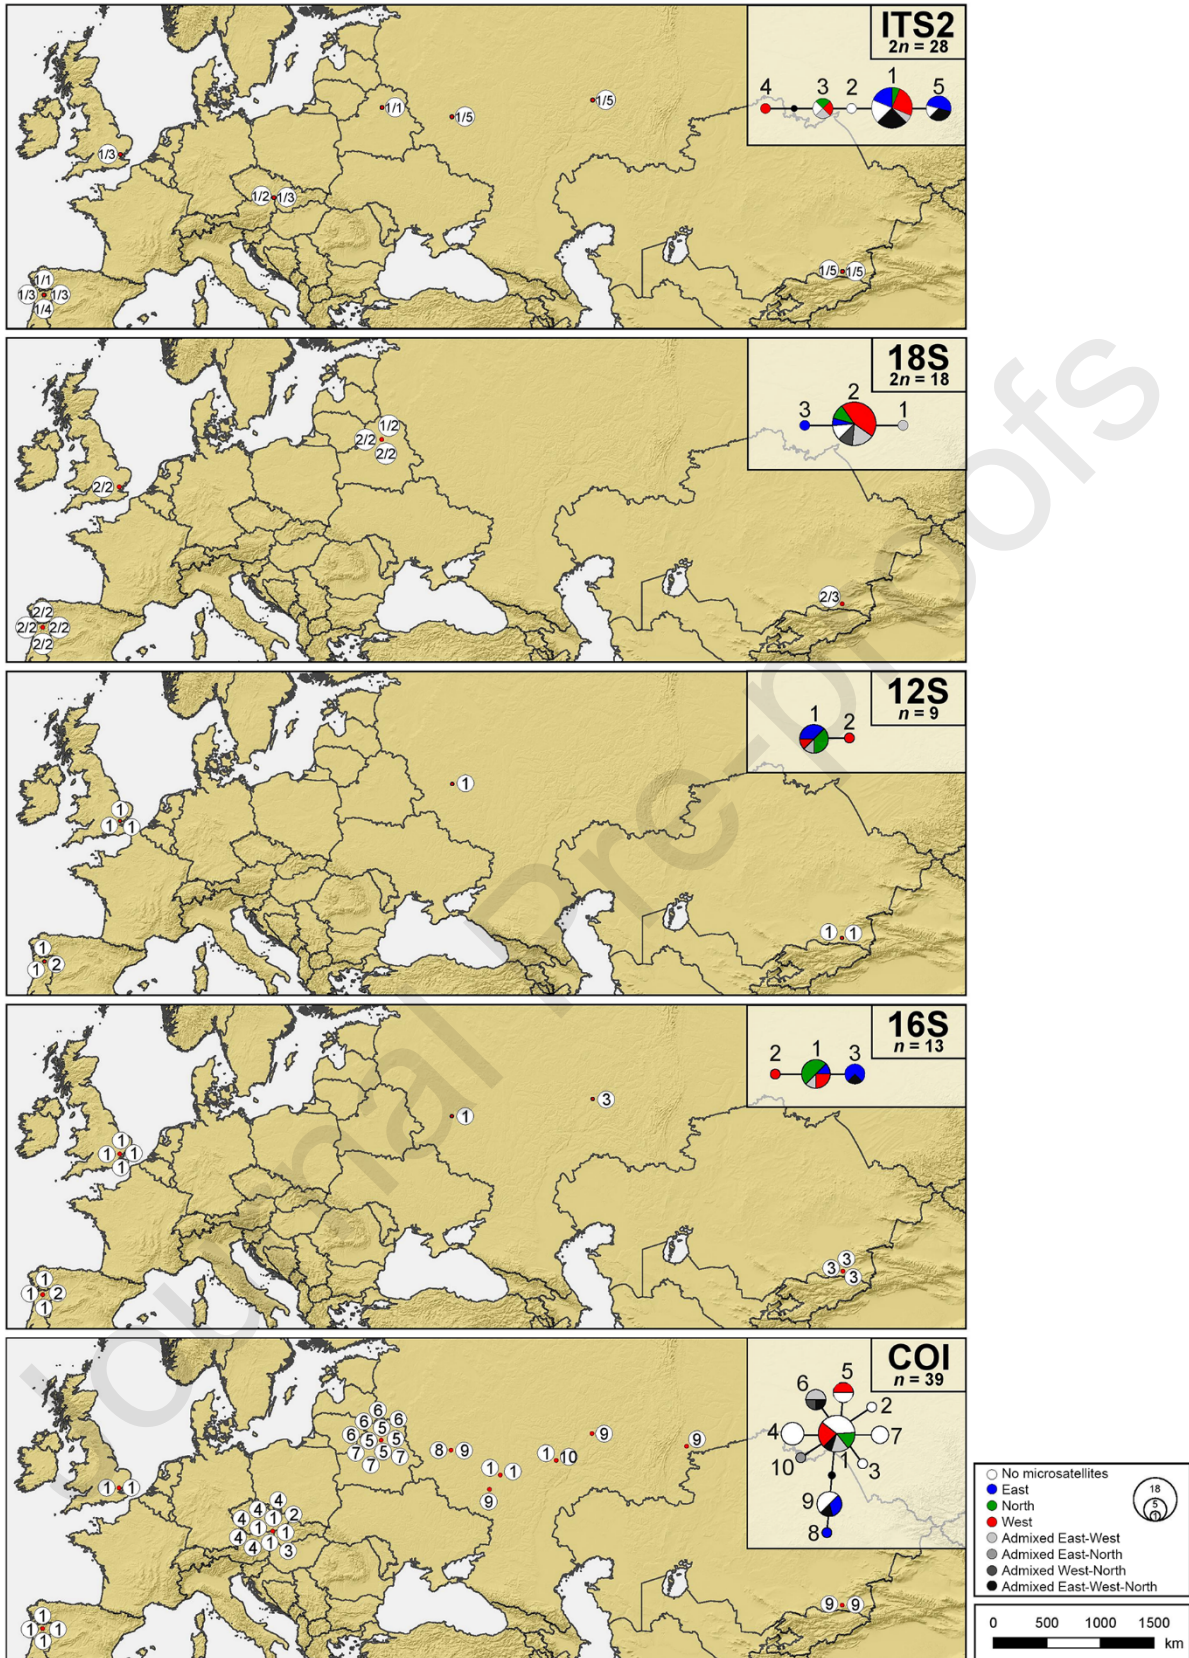 ITS2
2n = 28
4 3 2 1 5
1/1
1/5
1/5
1/3
1/2 1/3
1/5 1/5
1/1
1/3 1/3
1/4
18S
2n = 18
3 2 1
1/2
2/2
2/2
2/2
2/3
2/2
2/2 2/2
2/2
12S
n = 9
1 2
1
1
1 1
1 1
1
1 2
16S
n = 13
2 1 3
3
1
1
1 1
1
3
3 3
1
1 2
1
COI
n = 39
6 5
2
4 7
10 1 3
9
8
6 6
6 5
5 5
7 5 7
7
8 9
9
9
1 10
1 1
9
1 1
4
4 2
4 1
1 1
4 1
4 3
9 9
1
1 1
1
No microsatellites
East
North
West
Admixed East-West
Admixed East-North
Admixed West-North
Admixed East-West-North
18
5
1
0 500 1000 1500
km
Journal Pre-proofs